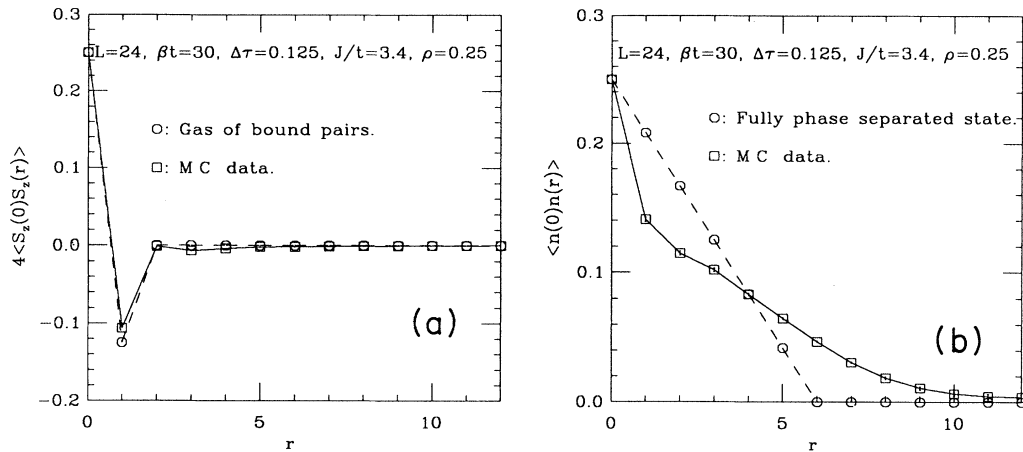 L=24, βt=30, Δτ=0.125, J/t=3.4, ρ=0.25
: Gas of bound pairs.
: MC data.
(a)
4<S_z(0)S_z(r)>
0.2
0.1
0.0
−0.1
−0.2
0
5
10
r
L=24, βt=30, Δτ=0.125, J/t=3.4, ρ=0.25
: Fully phase separated state.
: MC data.
(b)
<n(0)n(r)>
0.3
0.2
0.1
0.0
0
5
10
r